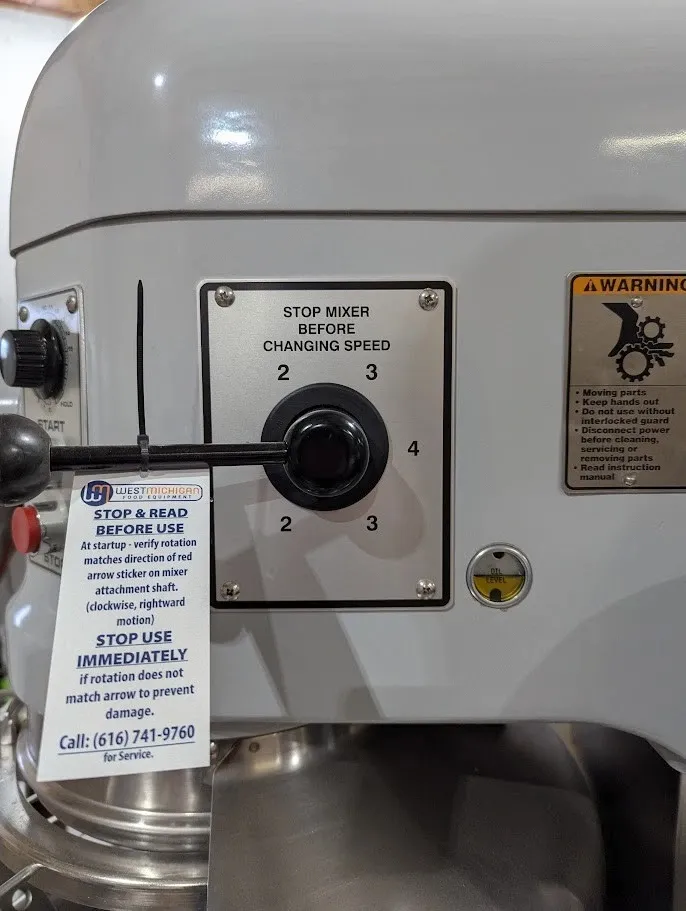 STOP MIXER
BEFORE
CHANGING SPEED
2 3
4
2 3
HOLD
START
STOP
WESTMICHIGAN
FOOD EQUIPMENT
STOP & READ
BEFORE USE
At startup - verify rotation
matches direction of red
arrow sticker on mixer
attachment shaft.
(clockwise, rightward
motion)
STOP USE
IMMEDIATELY
if rotation does not
match arrow to prevent
damage.
Call: (616) 741-9760
for Service.
OIL
LEVEL
WARNING
• Moving parts
• Keep hands out
• Do not use without
interlocked guard
• Disconnect power
before cleaning,
servicing or
removing parts
• Read instruction
manual